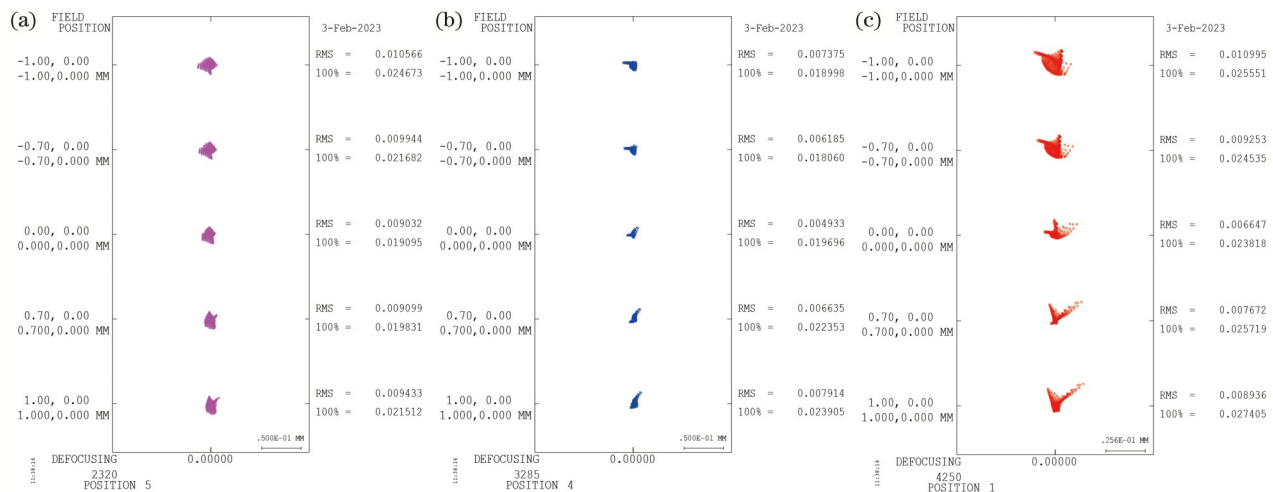 (a)
FIELD
POSITION
3-Feb-2023
-1.00, 0.00
-1.00,0.000 MM
RMS = 0.010566
100% = 0.024673
-0.70, 0.00
-0.70,0.000 MM
RMS = 0.009944
100% = 0.021682
0.00, 0.00
0.000,0.000 MM
RMS = 0.009032
100% = 0.019095
0.70, 0.00
0.700,0.000 MM
RMS = 0.009099
100% = 0.019831
1.00, 0.00
1.000,0.000 MM
RMS = 0.009433
100% = 0.021512
.500E-01 MM
11:38:16
DEFOCUSING
0.00000
2320
POSITION 5
(b)
FIELD
POSITION
3-Feb-2023
-1.00, 0.00
-1.00,0.000 MM
RMS = 0.007375
100% = 0.018998
-0.70, 0.00
-0.70,0.000 MM
RMS = 0.006185
100% = 0.018060
0.00, 0.00
0.000,0.000 MM
RMS = 0.004933
100% = 0.019696
0.70, 0.00
0.700,0.000 MM
RMS = 0.006635
100% = 0.022353
1.00, 0.00
1.000,0.000 MM
RMS = 0.007914
100% = 0.023905
.500E-01 MM
11:38:16
DEFOCUSING
0.00000
3285
POSITION 4
(c)
FIELD
POSITION
3-Feb-2023
-1.00, 0.00
-1.00,0.000 MM
RMS = 0.010995
100% = 0.025551
-0.70, 0.00
-0.70,0.000 MM
RMS = 0.009253
100% = 0.024535
0.00, 0.00
0.000,0.000 MM
RMS = 0.006647
100% = 0.023818
0.70, 0.00
0.700,0.000 MM
RMS = 0.007672
100% = 0.025719
1.00, 0.00
1.000,0.000 MM
RMS = 0.008936
100% = 0.027405
.256E-01 MM
11:38:16
DEFOCUSING
0.00000
4250
POSITION 1